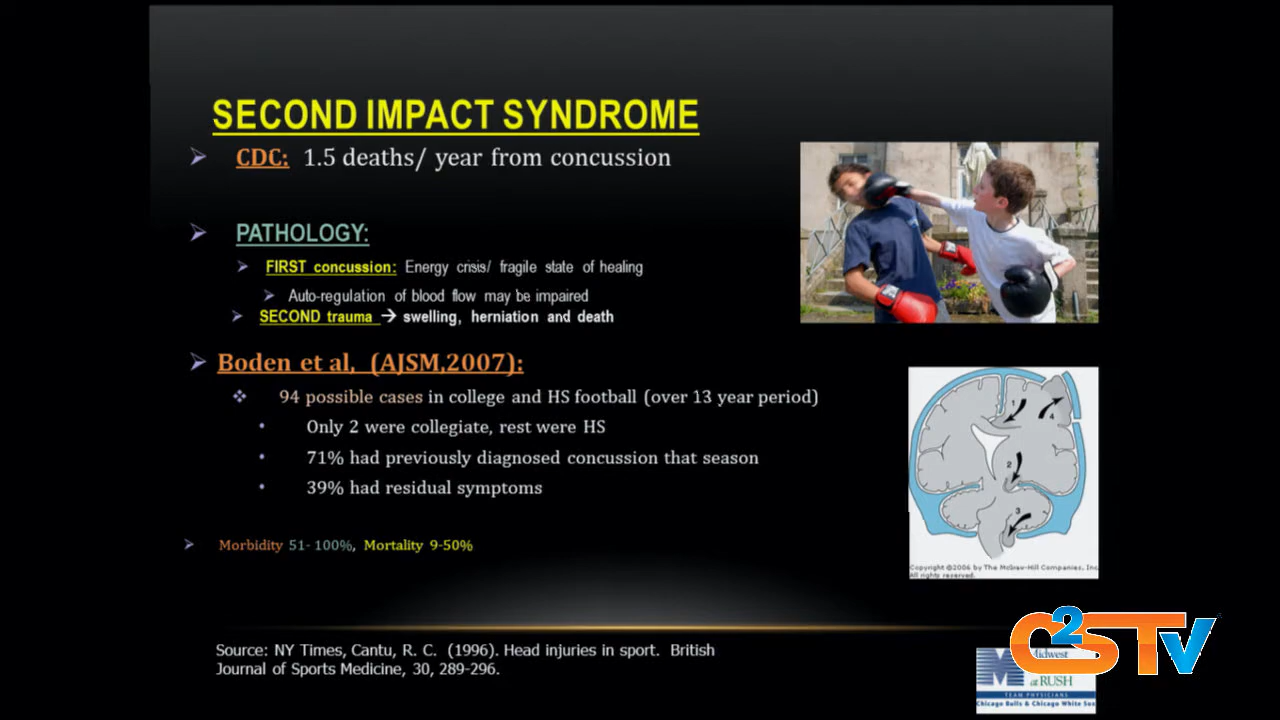 SECOND IMPACT SYNDROME
CDC: 1.5 deaths/ year from concussion
PATHOLOGY:
FIRST concussion: Energy crisis/ fragile state of healing
Auto-regulation of blood flow may be impaired
SECOND trauma → swelling, herniation and death
Boden et al, (AJSM,2007):
94 possible cases in college and HS football (over 13 year period)
Only 2 were collegiate, rest were HS
71% had previously diagnosed concussion that season
39% had residual symptoms
Morbidity 51- 100%, Mortality 9-50%
1
4
2
3
Copyright ©2006 by The McGraw-Hill Companies, Inc.
All rights reserved.
Source: NY Times, Cantu, R. C. (1996). Head injuries in sport. British
Journal of Sports Medicine, 30, 289-296.
C2STV
Midwest
at RUSH
TEAM PHYSICIANS
Chicago Bulls & Chicago White Sox